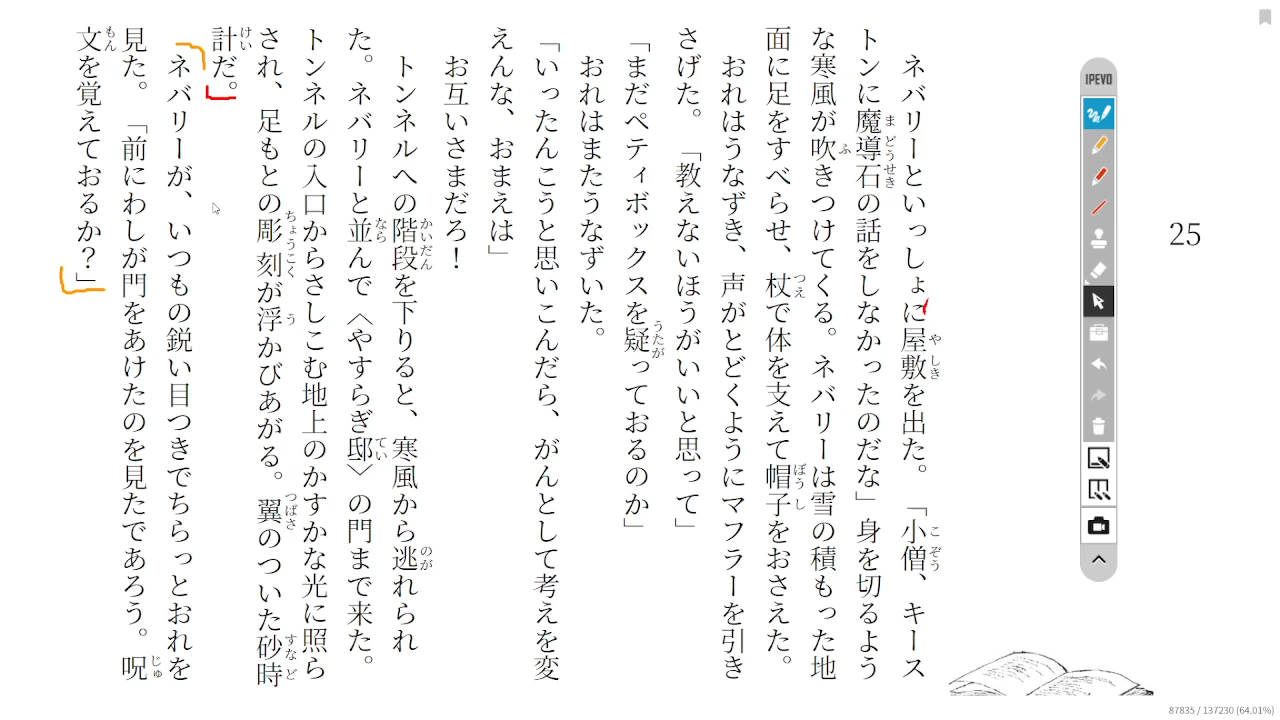 25
ネバリーといっしょに屋敷を出た。「小僧、キース
トンに魔導石の話をしなかったのだな」身を切るよう
な寒風が吹きつけてくる。ネバリーは雪の積もった地
面に足をすべらせ、杖で体を支えて帽子をおさえた。
おれはうなずき、声がとどくようにマフラーを引き
さげた。「教えないほうがいいと思って」
「まだペティボックスを疑っておるのか」
おれはまたうなずいた。
「いったんこうと思いこんだら、がんとして考えを変
えんな、おまえは」
お互いさまだろ！
トンネルへの階段を下りると、寒風から逃れられ
た。ネバリーと並んで〈やすらぎ邸〉の門まで来た。
トンネルの入口からさしこむ地上のかすかな光に照ら
され、足もとの彫刻が浮かびあがる。翼のついた砂時
計だ。
ネバリーが、いつもの鋭い目つきでちらっとおれを
見た。「前にわしが門をあけたのを見たであろう。呪
文を覚えておるか？」
IPEVO
87835 / 137230 (64.01%)